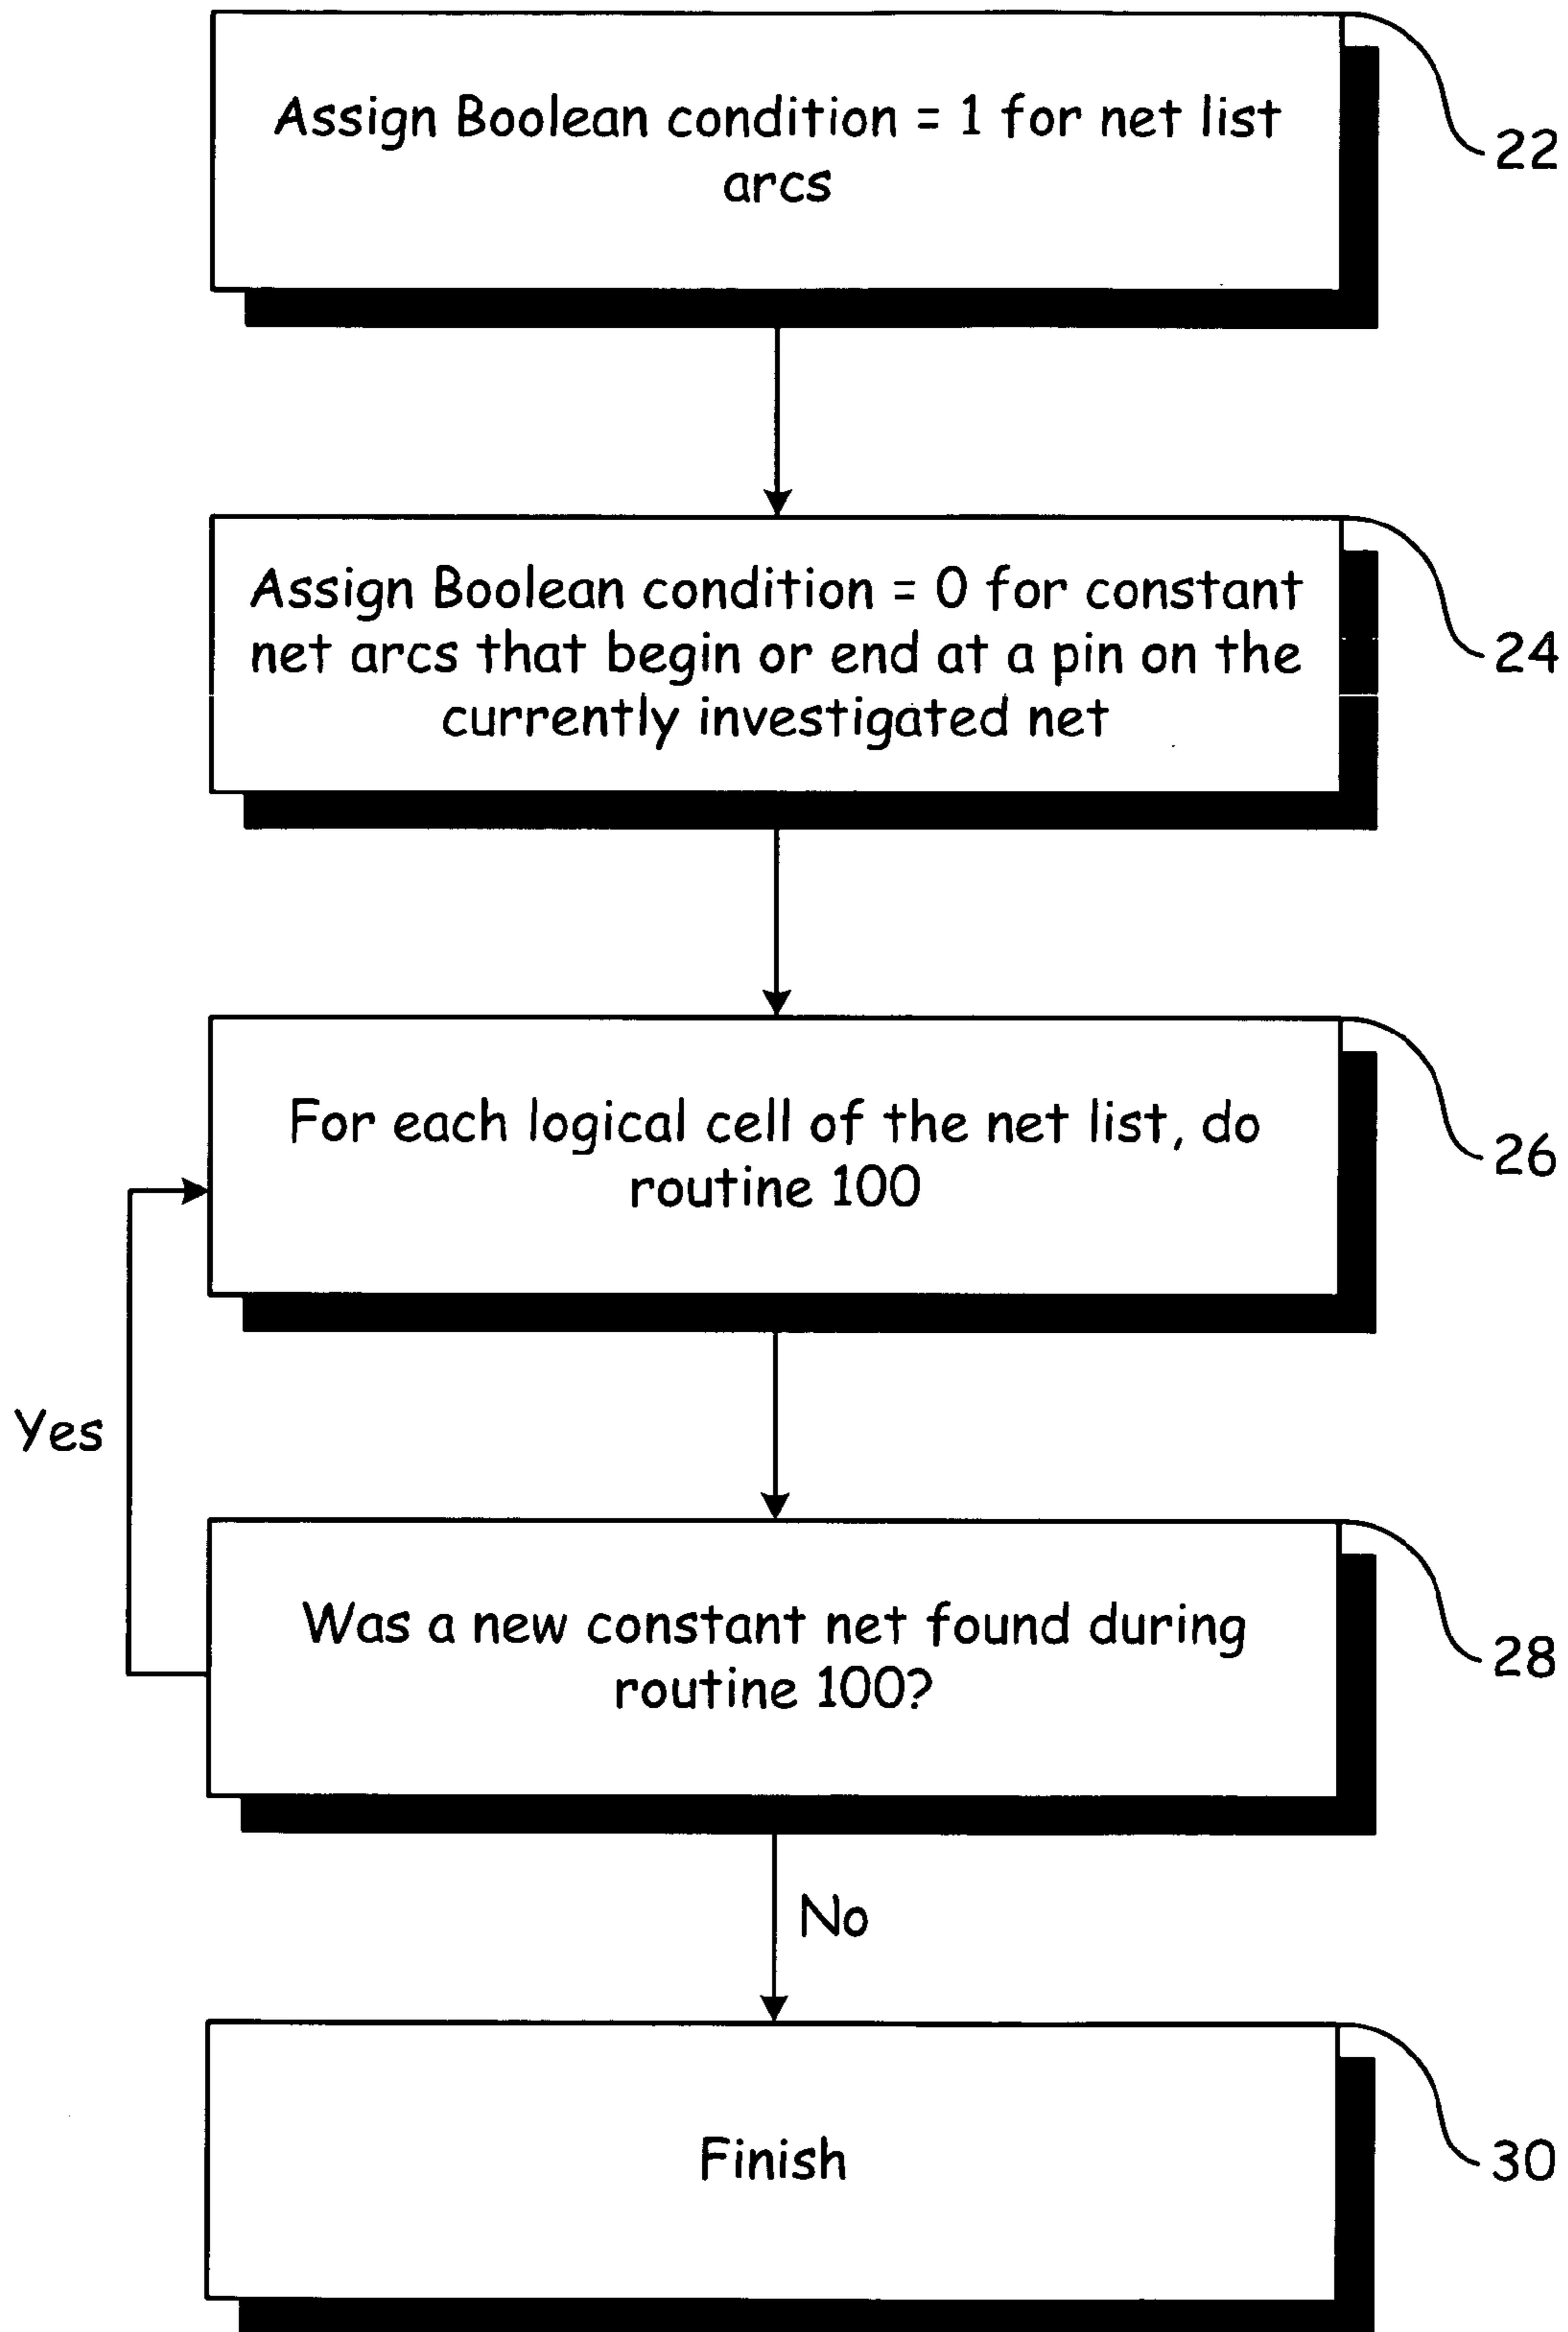 Assign Boolean condition = 1 for net list
arcs
22
Assign Boolean condition = 0 for constant
net arcs that begin or end at a pin on the
currently investigated net
24
For each logical cell of the net list, do
routine 100
26
Yes
Was a new constant net found during
routine 100?
28
No
Finish
30